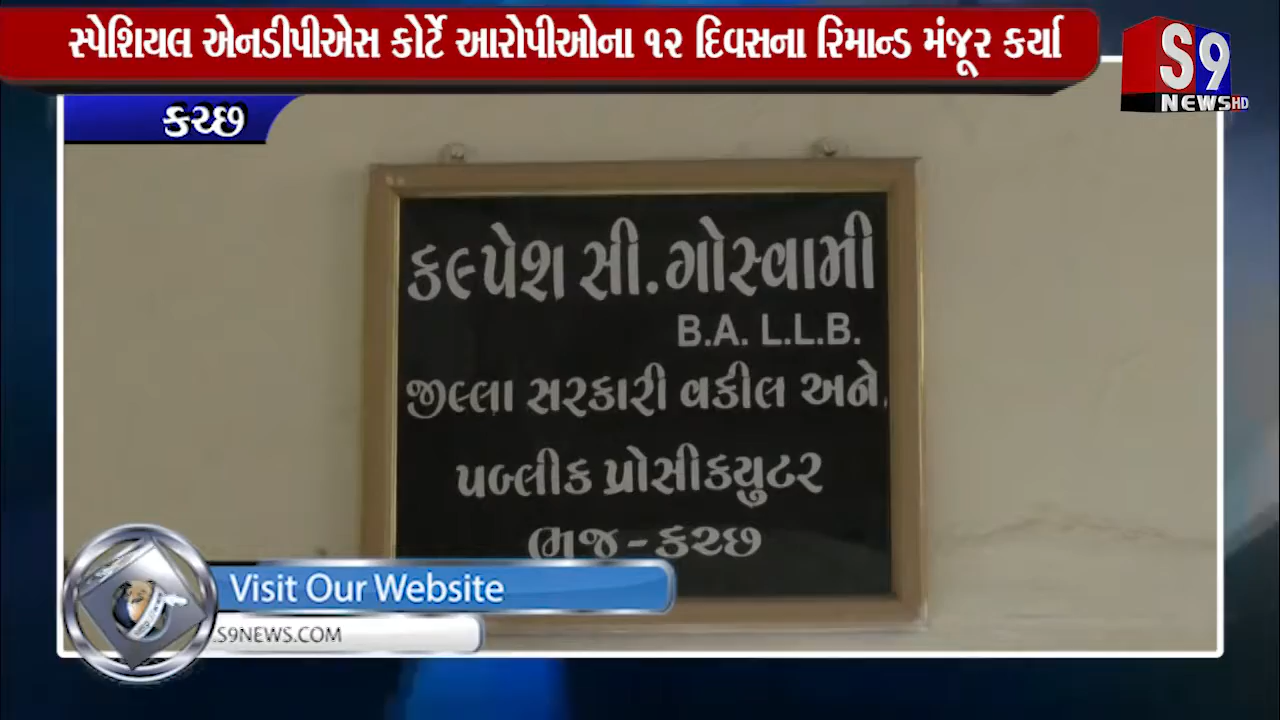 સ્પેશિયલ એનડીપીએસ કોર્ટે આરોપીઓના ૧૨ દિવસના રિમાન્ડ મંજૂર કર્યા
S9
NEWS HD
કચ્છ
કલ્પેશ સી. ગોસ્વામી
B.A. L.L.B.
જીલ્લા સરકારી વકીલ અને.
પબ્લીક પ્રોસીકયુટર
ભુજ - કચ્છ
Visit Our Website
.S9NEWS.COM